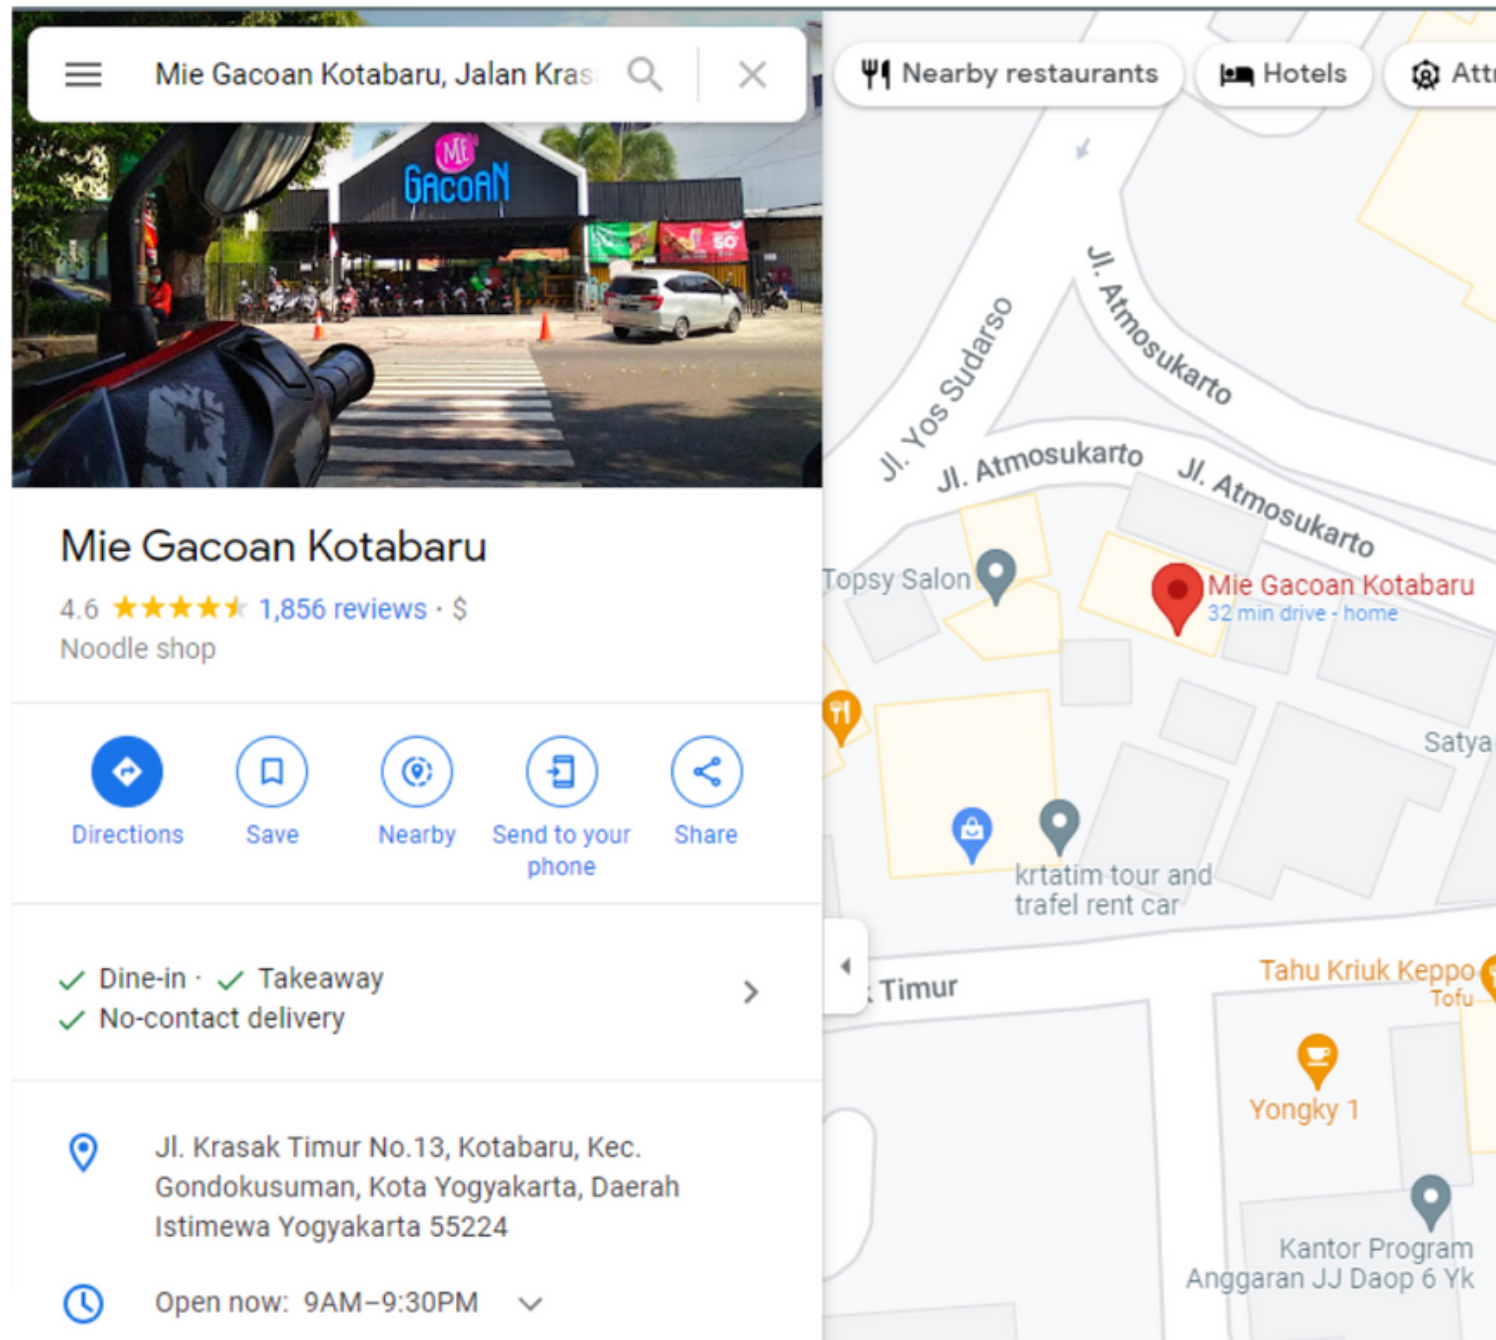 Mie Gacoan Kotabaru, Jalan Kras
MIE
GACOAN
50
Mie Gacoan Kotabaru
4.6 1,856 reviews · $
Noodle shop
Directions
Save
Nearby
Send to your
phone
Share
Dine-in · Takeaway
No-contact delivery
Jl. Krasak Timur No.13, Kotabaru, Kec.
Gondokusuman, Kota Yogyakarta, Daerah
Istimewa Yogyakarta 55224
Open now: 9AM–9:30PM
Nearby restaurants
Hotels
Attr
Jl. Yos Sudarso
Jl. Atmosukarto
Jl. Atmosukarto
Jl. Atmosukarto
Topsy Salon
Mie Gacoan Kotabaru
32 min drive - home
Satya
krtatim tour and
trafel rent car
Timur
Tahu Kriuk Keppo
Tofu
Yongky 1
Kantor Program
Anggaran JJ Daop 6 Yk